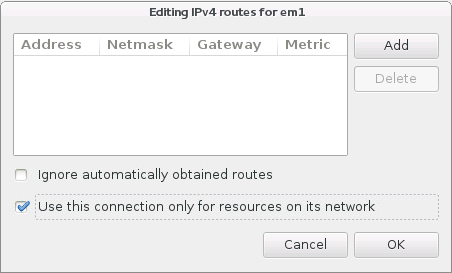 Editing IPv4 routes for em1
Address Netmask Gateway Metric
Add
Delete
Ignore automatically obtained routes
Use this connection only for resources on its network
Cancel OK